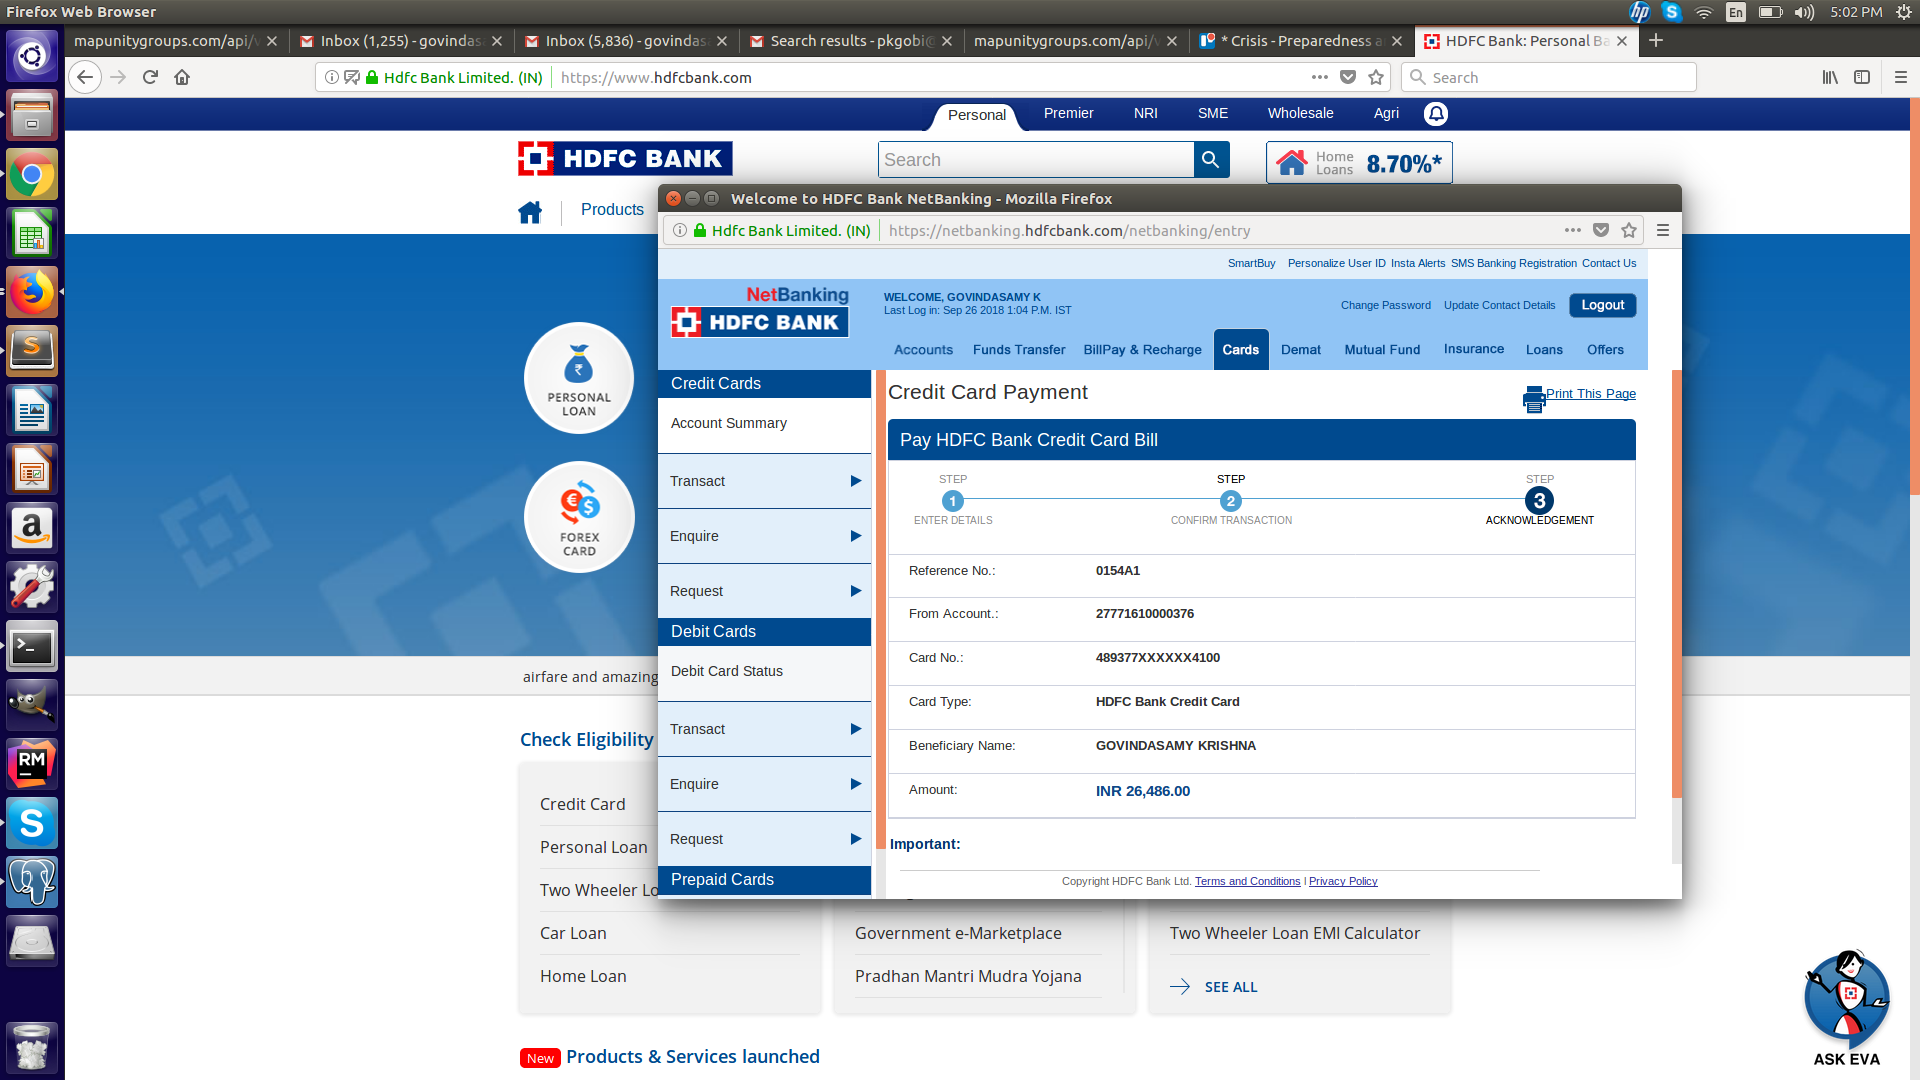 Firefox Web Browser
En
5:02 PM
mapunitygroups.com/api/v
Inbox (1,255) - govindas
Inbox (5,836) - govindas
Search results - pkgobi@
mapunitygroups.com/api/v
* Crisis - Preparedness a
HDFC Bank: Personal Ba
Hdfc Bank Limited. (IN)
https://www.hdfcbank.com
Search
Personal
Premier
NRI
SME
Wholesale
Agri
HDFC BANK
Search
Home Loans 8.70%*
Products
Welcome to HDFC Bank NetBanking - Mozilla Firefox
Hdfc Bank Limited. (IN)
https://netbanking.hdfcbank.com/netbanking/entry
SmartBuy Personalize User ID Insta Alerts SMS Banking Registration Contact Us
NetBanking
HDFC BANK
WELCOME, GOVINDASAMY K
Last Log in: Sep 26 2018 1:04 P.M. IST
Change Password Update Contact Details Logout
Accounts Funds Transfer BillPay & Recharge Cards Demat Mutual Fund Insurance Loans Offers
Credit Cards
Account Summary
Transact
Enquire
Request
Debit Cards
Debit Card Status
Transact
Enquire
Request
Prepaid Cards
Credit Card Payment
Print This Page
Pay HDFC Bank Credit Card Bill
STEP STEP STEP
1 2 3
ENTER DETAILS CONFIRM TRANSACTION ACKNOWLEDGEMENT
Reference No.: 0154A1
From Account.: 27771610000376
Card No.: 489377XXXXXX4100
Card Type: HDFC Bank Credit Card
Beneficiary Name: GOVINDASAMY KRISHNA
Amount: INR 26,486.00
Important:
Copyright HDFC Bank Ltd. Terms and Conditions l Privacy Policy
PERSONAL
LOAN
FOREX
CARD
airfare and amazing
Check Eligibility
Credit Card
Personal Loan
Two Wheeler Lo
Car Loan
Home Loan
Government e-Marketplace
Pradhan Mantri Mudra Yojana
Two Wheeler Loan EMI Calculator
SEE ALL
New Products & Services launched
ASK EVA